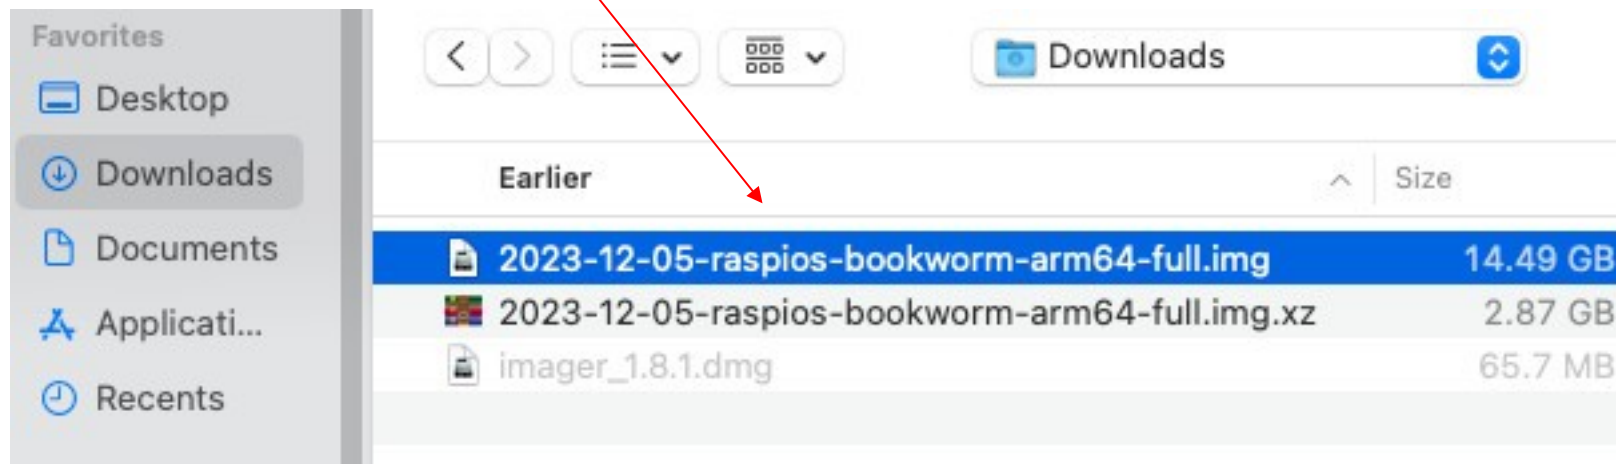 Favorites
Desktop
Downloads
Documents
Applicati...
Recents
Downloads
Earlier Size
2023-12-05-raspios-bookworm-arm64-full.img 14.49 GB
2023-12-05-raspios-bookworm-arm64-full.img.xz 2.87 GB
imager_1.8.1.dmg 65.7 MB